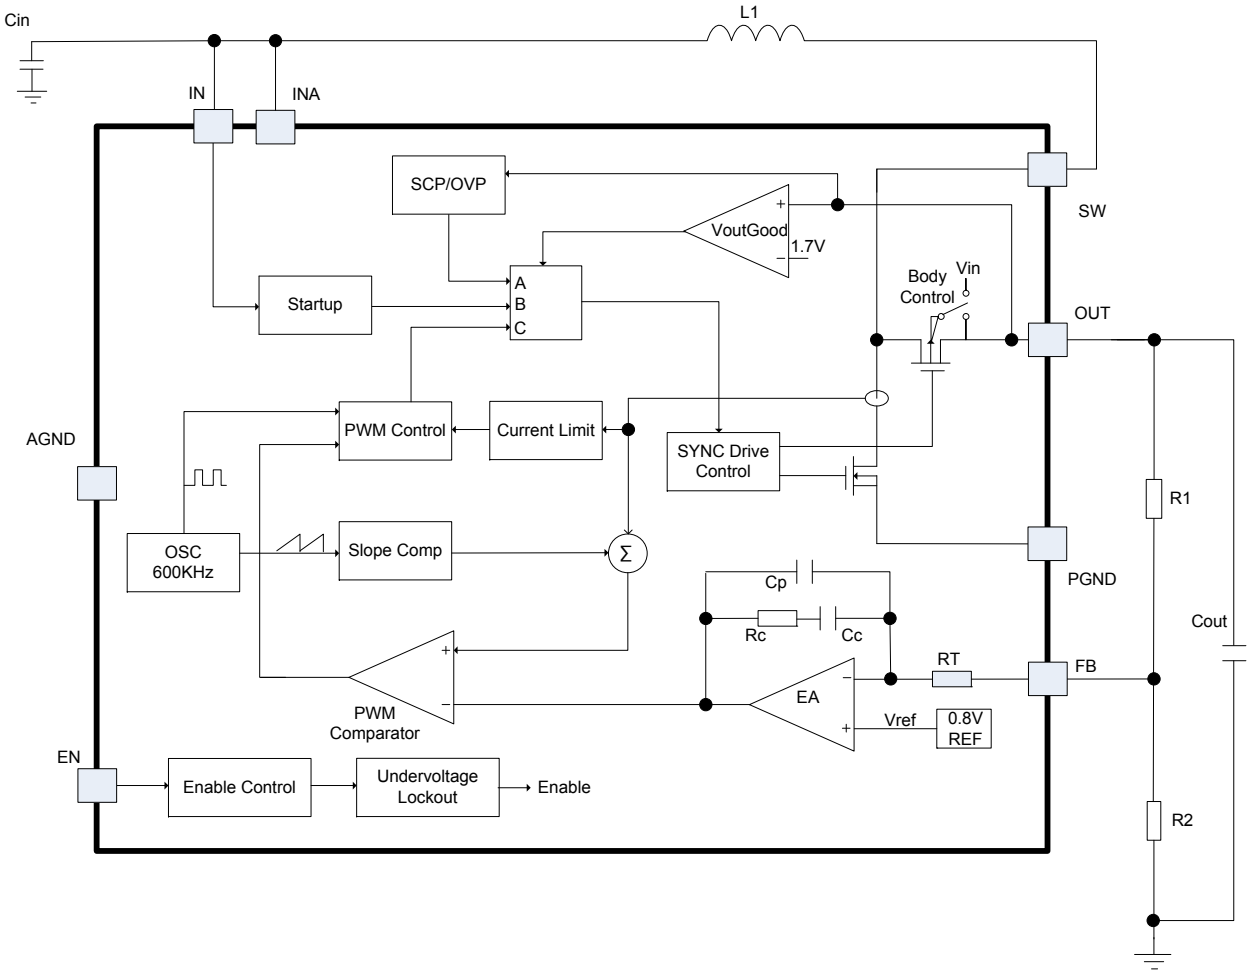 Cin
L1
IN
INA
SCP/OVP
SW
+
VoutGood
1.7V
−
Body
Control
Vin
A
B
C
Startup
OUT
AGND
PWM Control
Current Limit
SYNC Drive
Control
R1
OSC
600KHz
Slope Comp
Σ
PGND
Cp
Rc
Cc
Cout
+
−
PWM
Comparator
EA
−
+
RT
FB
Vref
0.8V
REF
EN
Enable Control
Undervoltage
Lockout
Enable
R2